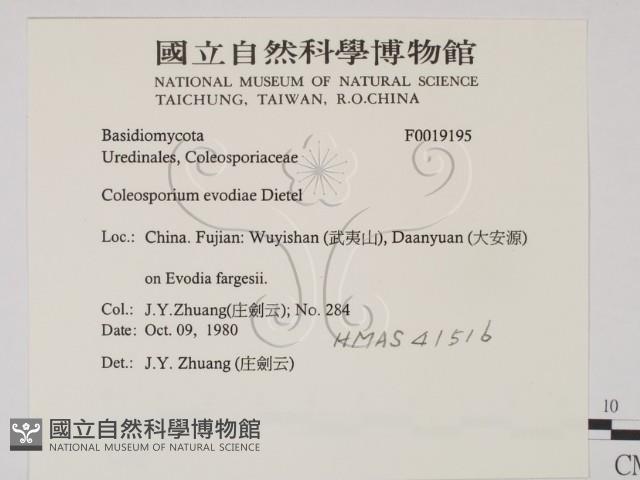 國立自然科學博物館
NATIONAL MUSEUM OF NATURAL SCIENCE
TAICHUNG, TAIWAN, R.O.CHINA
Basidiomycota F0019195
Uredinales, Coleosporiaceae
Coleosporium evodiae Dietel
Loc.: China. Fujian: Wuyishan (武夷山), Daanyuan (大安源)
on Evodia fargesii.
Col.: J.Y.Zhuang(庄劍云); No. 284
Date: Oct. 09, 1980
HMAS 41516
Det.: J.Y. Zhuang (庄劍云)
10
CM
國立自然科學博物館
NATIONAL MUSEUM OF NATURAL SCIENCE